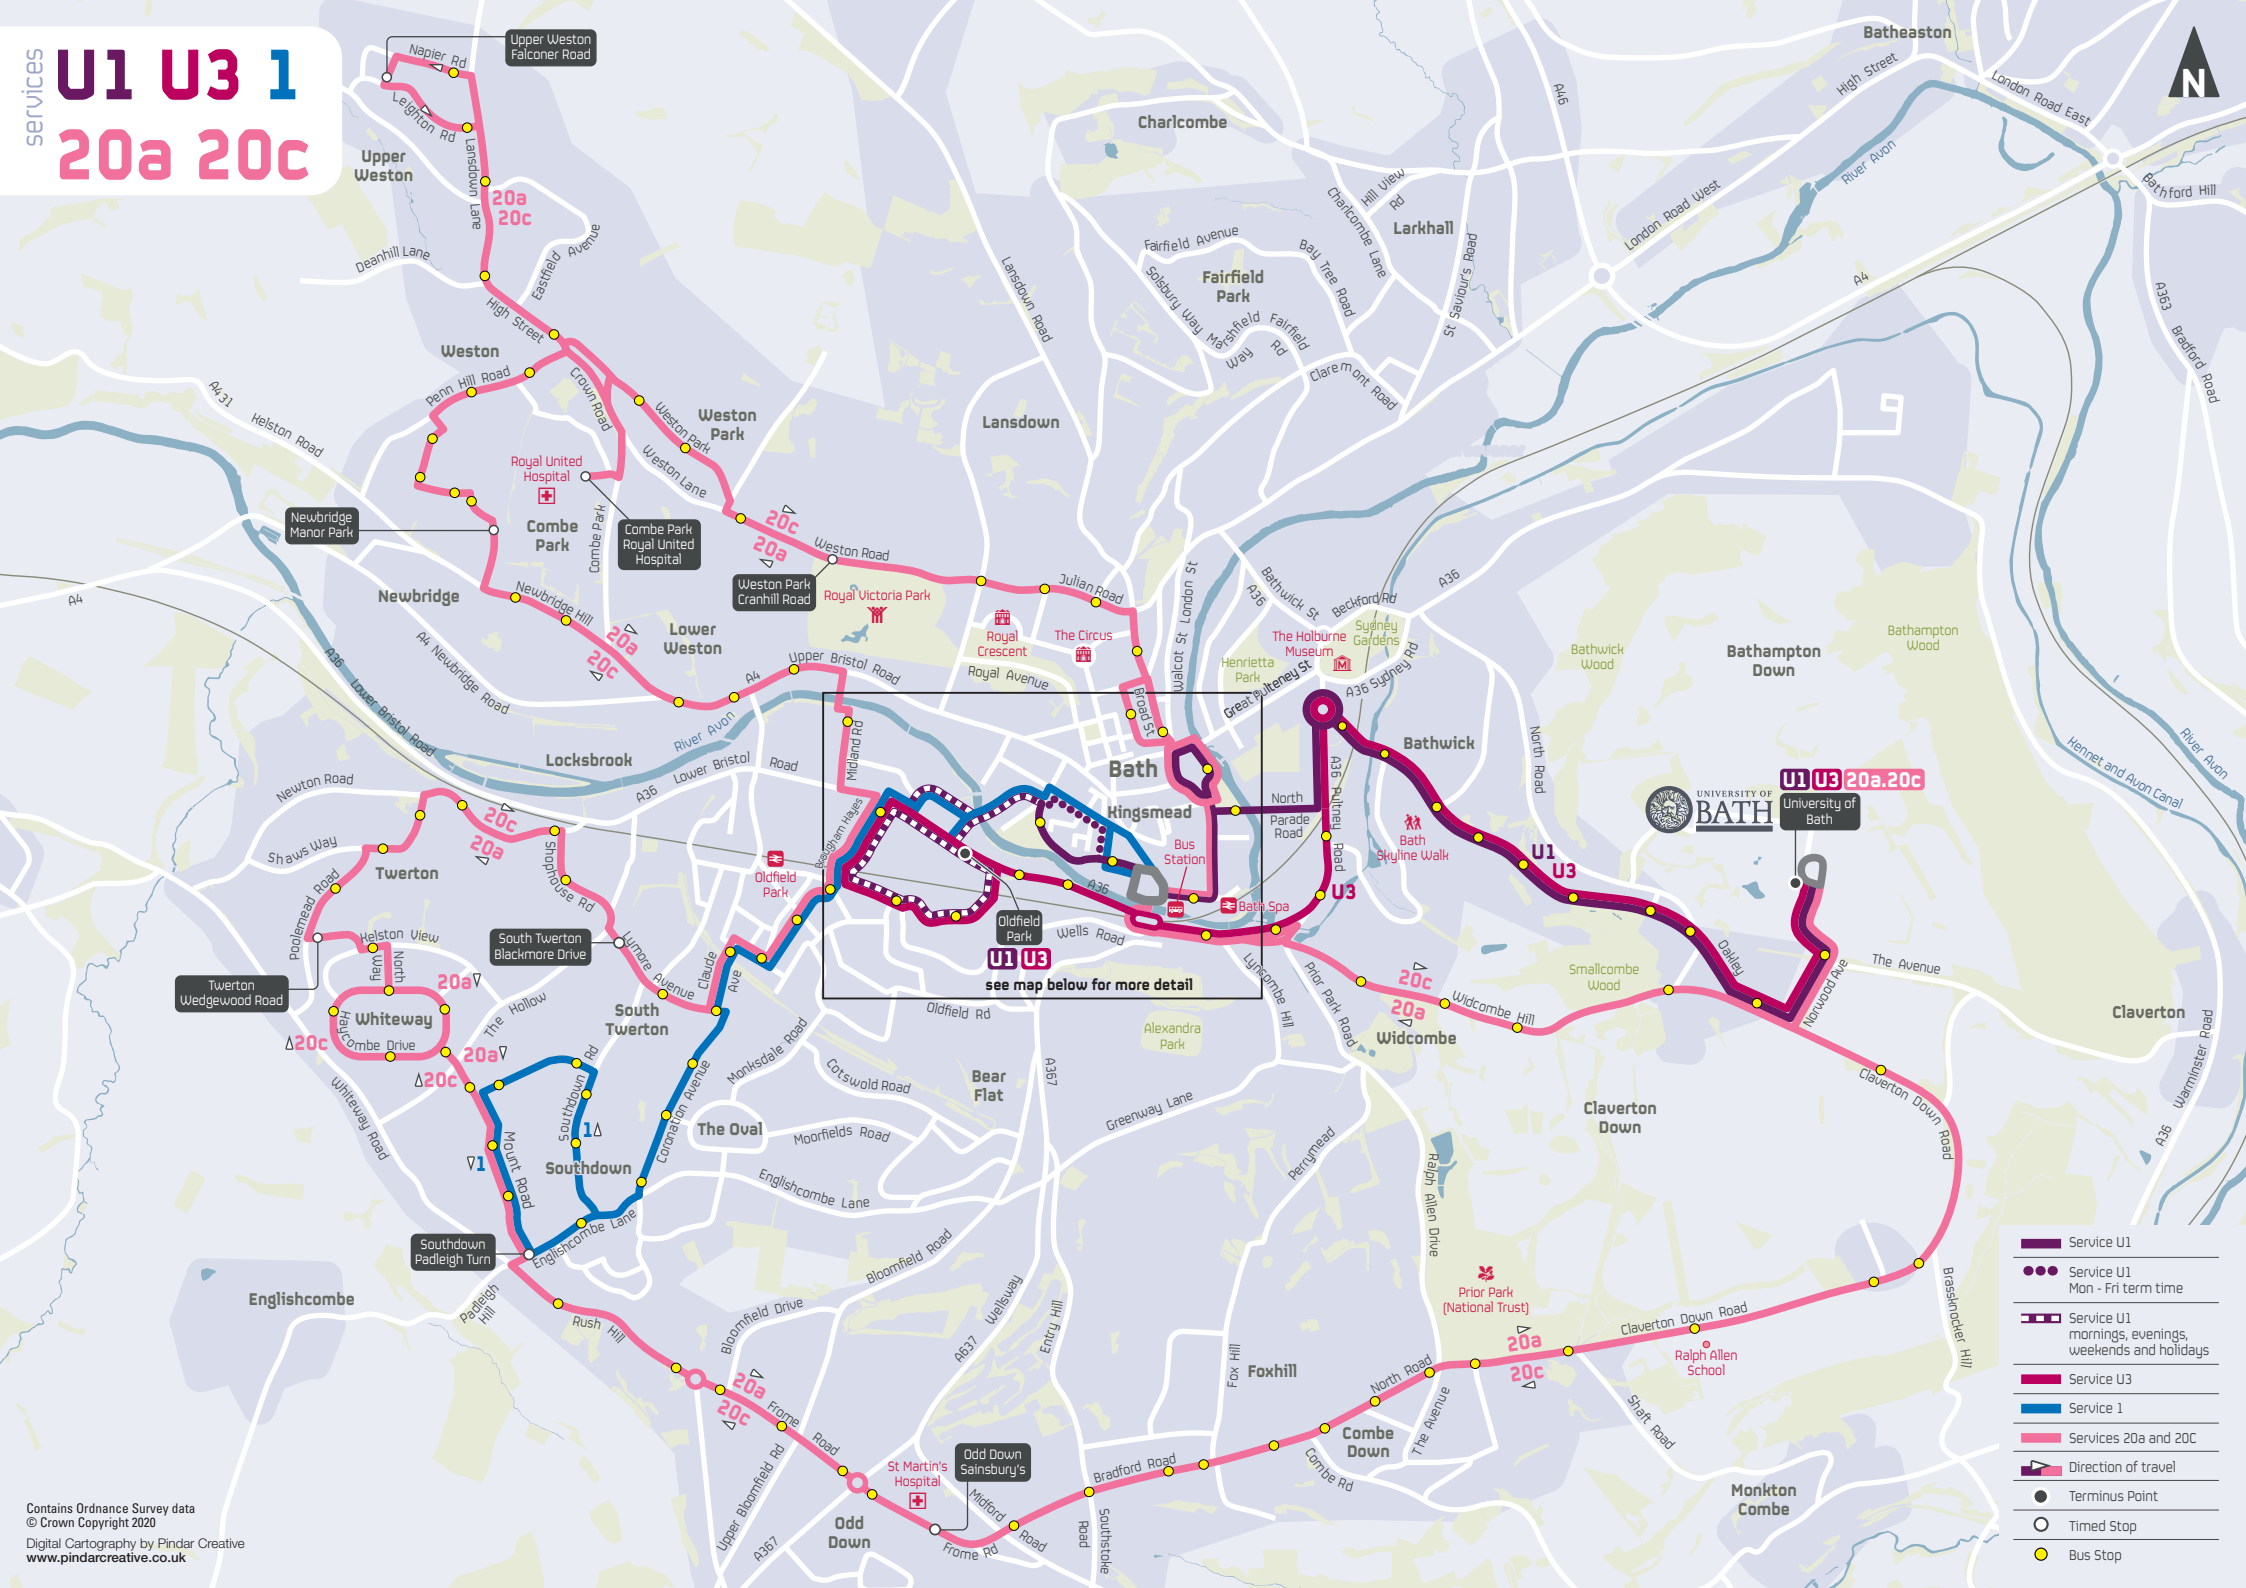 services
U1 U3 1
20a 20c
Upper Weston
Falconer Road
Napier Rd
Leighton Rd
Lansdown Lane
Upper
Weston
20a
20c
Deanhill Lane
Eastfield Avenue
High Street
Weston
Penn Hill Road
Crown Road
Weston Park
Weston
Park
Weston Lane
A431
Kelston Road
Royal United
Hospital
Newbridge
Manor Park
Combe
Park
Combe Park
Combe Park
Royal United
Hospital
20c
20a
Weston Road
Weston Park
Cranhill Road
Royal Victoria Park
Newbridge
Newbridge Hill
20a
20c
Lower
Weston
A4
A4 Newbridge Road
A36
Lower Bristol Road
A4
Upper Bristol Road
River Avon
Locksbrook
Lansdown Road
Lansdown
Julian Road
Royal
Crescent
The Circus
Royal Avenue
Charlcombe
Fairfield Avenue
Fairfield
Park
Solsbury Way
Marshfield
Way
Fairfield
Rd
Bay Tree Road
Charlcombe Lane
Hill View
Rd
Larkhall
St Saviour's Road
Claremont Road
A46
Batheaston
High Street
London Road East
River Avon
Bathford Hill
London Road West
A4
A363 Bradford Road
N
Walcot St London St
Bathwick St
A36
Beckford Rd
A36
Sydney
Gardens
The Holburne
Museum
Henrietta
Park
Great Pulteney St
A36 Sydney Rd
Bathwick
Wood
Bathampton
Down
Bathampton
Wood
Broad St
Bath
Kingsmead
Bus
Station
North
Parade
Road
A36 Pultney Road
Bathwick
North Road
Bath
Skyline Walk
Bath Spa
U3
U1
U3
UNIVERSITY OF
BATH
U1 U3 20a.20c
University of
Bath
River Avon
Kennet and Avon Canal
Midland Rd
Brougham Hayes
Oldfield
Park
A36
Oldfield
Park
U1 U3
see map below for more detail
Wells Road
Oldfield Rd
Lower Bristol Road
A36
Newton Road
Shaws Way
Twerton
20c
20a
Shophouse Rd
Poolemead Road
Kelston View
North
Way
Twerton
Wedgewood Road
South Twerton
Blackmore Drive
Lymore Avenue
Claude
Ave
South
Twerton
20a
Whiteway
Haycombe Drive
20c
The Hollow
20a
20c
Whiteway Road
Southdown
Rd
1
Southdown
1
Mount Road
Coronation Avenue
Englishcombe Lane
Southdown
Padleigh Turn
Padleigh
Hill
Englishcombe
Rush Hill
The Oval
Monksdale Road
Cotswold Road
Moorfields Road
Englishcombe Lane
Bear
Flat
A367
Greenway Lane
Alexandra
Park
Lyncombe Hill
Prior Park Road
20c
20a
Widcombe Hill
Widcombe
Smallcombe
Wood
Oakley
Norwood Ave
The Avenue
Claverton
Warminster Road
A36
Claverton
Down
Claverton Down Road
Perrymead
Ralph Allen Drive
Prior Park
(National Trust)
20a
20c
Claverton Down Road
Ralph Allen
School
Brassknocker Hill
Shaft Road
Monkton
Combe
North Road
The Avenue
Combe
Down
Combe Rd
Foxhill
Fox Hill
Bradford Road
Southstoke
Road
Entry Hill
A637 Wellsway
Bloomfield Road
Bloomfield Drive
20a
20c
Frome Road
Upper Bloomfield Rd
A367
St Martin's
Hospital
Odd Down
Sainsbury's
Midford Road
Frome Rd
Odd
Down
Service U1
Service U1
Mon - Fri term time
Service U1
mornings, evenings,
weekends and holidays
Service U3
Service 1
Services 20a and 20C
Direction of travel
Terminus Point
Timed Stop
Bus Stop
Contains Ordnance Survey data
© Crown Copyright 2020
Digital Cartography by Pindar Creative
www.pindarcreative.co.uk